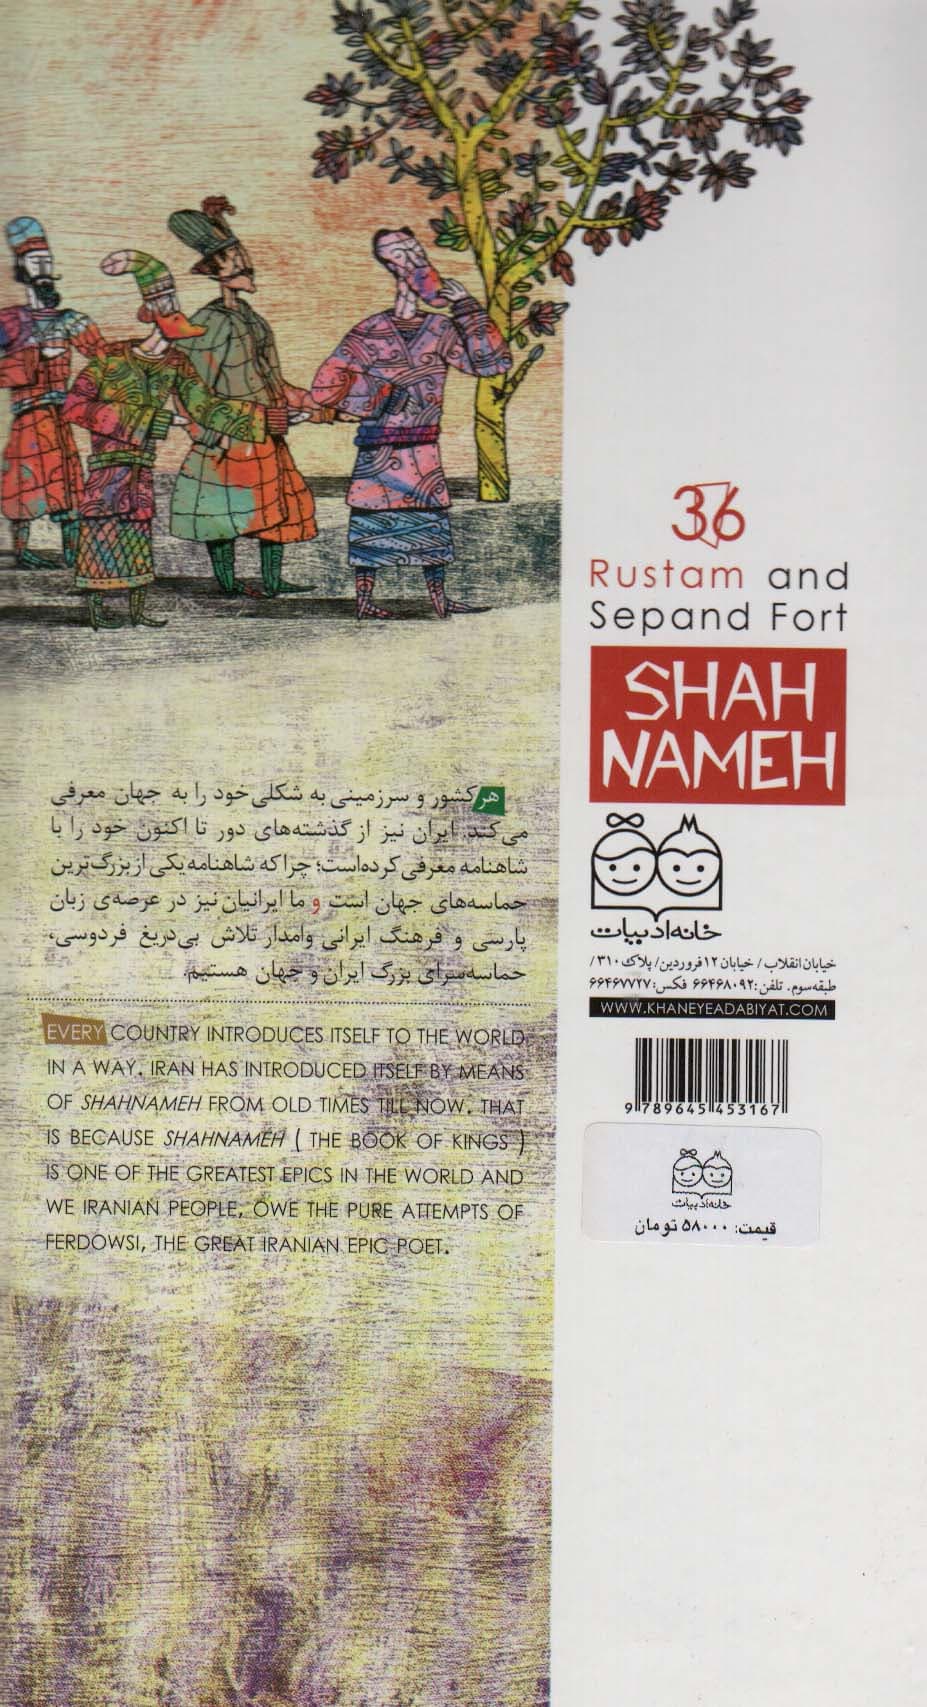 36
Rustam and
Sepand Fort
SHAH
NAMEH
خانه ادبیات
خیابان انقلاب / خیابان ۱۲ فروردین / پلاک ۳۱۰ /
طبقه سوم. تلفن: ۶۶۴۶۸۰۹۲ فکس: ۶۶۴۶۷۷۲۷
WWW.KHANEYEADABIYAT.COM
9 789645 453167
خانه ادبیات
قیمت: ۵۸۰۰۰ تومان
هر کشور و سرزمینی به شکلی خود را به جهان معرفی
می‌کند. ایران نیز از گذشته‌های دور تا اکنون خود را با
شاهنامه معرفی کرده‌است؛ چرا که شاهنامه یکی از بزرگ‌ترین
حماسه‌های جهان است و ما ایرانیان نیز در عرصه‌ی زبان
پارسی و فرهنگ ایرانی وامدار تلاش بی‌دریغ فردوسی،
حماسه‌سرای بزرگ ایران و جهان هستیم.
EVERY COUNTRY INTRODUCES ITSELF TO THE WORLD
IN A WAY. IRAN HAS INTRODUCED ITSELF BY MEANS
OF SHAHNAMEH FROM OLD TIMES TILL NOW. THAT
IS BECAUSE SHAHNAMEH ( THE BOOK OF KINGS )
IS ONE OF THE GREATEST EPICS IN THE WORLD AND
WE IRANIAN PEOPLE, OWE THE PURE ATTEMPTS OF
FERDOWSI, THE GREAT IRANIAN EPIC POET.